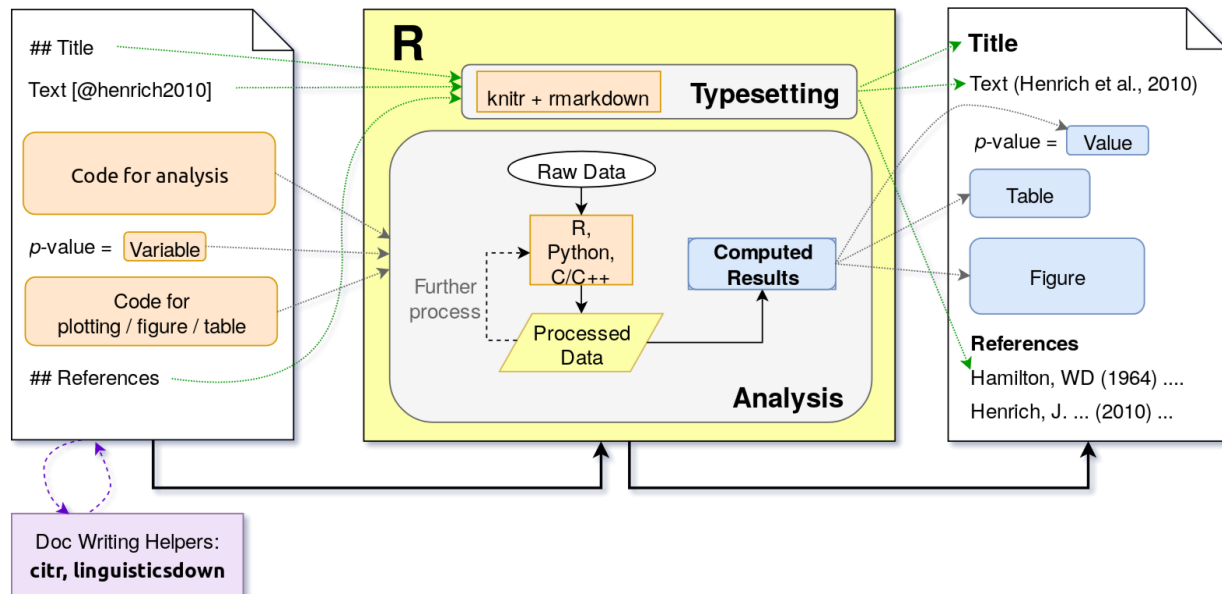 ## Title
Text [@henrich2010]
Code for analysis
p-value = Variable
Code for
plotting / figure / table
## References
Doc Writing Helpers:
citr, linguisticsdown
R
knitr + rmarkdown
Typesetting
Raw Data
R,
Python,
C/C++
Further
process
Processed
Data
Computed
Results
Analysis
Title
Text (Henrich et al., 2010)
p-value = Value
Table
Figure
References
Hamilton, WD (1964) ....
Henrich, J. ... (2010) ...